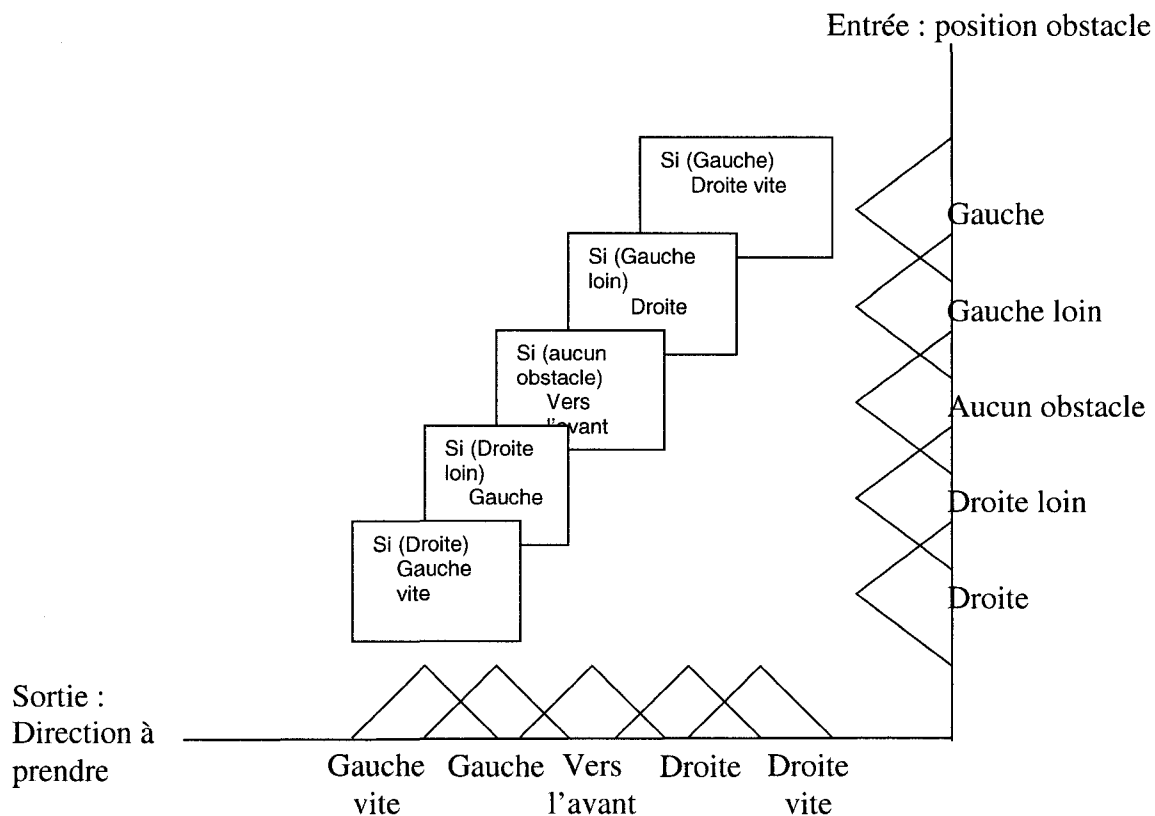 Entrée : position obstacle
Si (Gauche)
Droite vite
Gauche
Si (Gauche
loin)
Droite
Gauche loin
Si (aucun
obstacle)
Vers
l'avant
Aucun obstacle
Si (Droite
loin)
Gauche
Droite loin
Si (Droite)
Gauche
vite
Droite
Sortie :
Direction à
prendre
Gauche
vite
Gauche
Vers
l'avant
Droite
Droite
vite